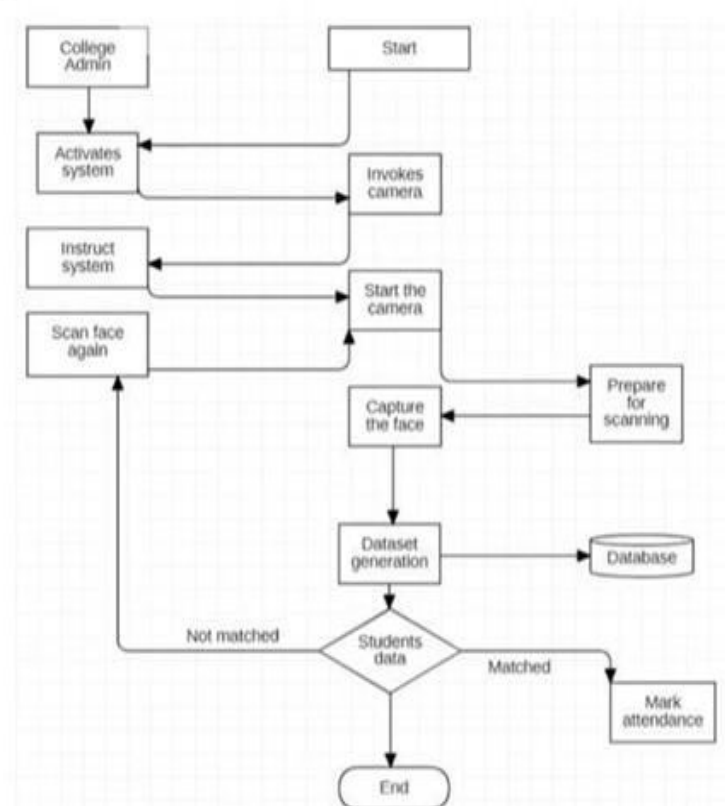 College
Admin
Start
Activates
system
Invokes
camera
Instruct
system
Start the
camera
Scan face
again
Prepare
for
scanning
Capture
the face
Dataset
generation
Database
Not matched
Students
data
Matched
Mark
attendance
End